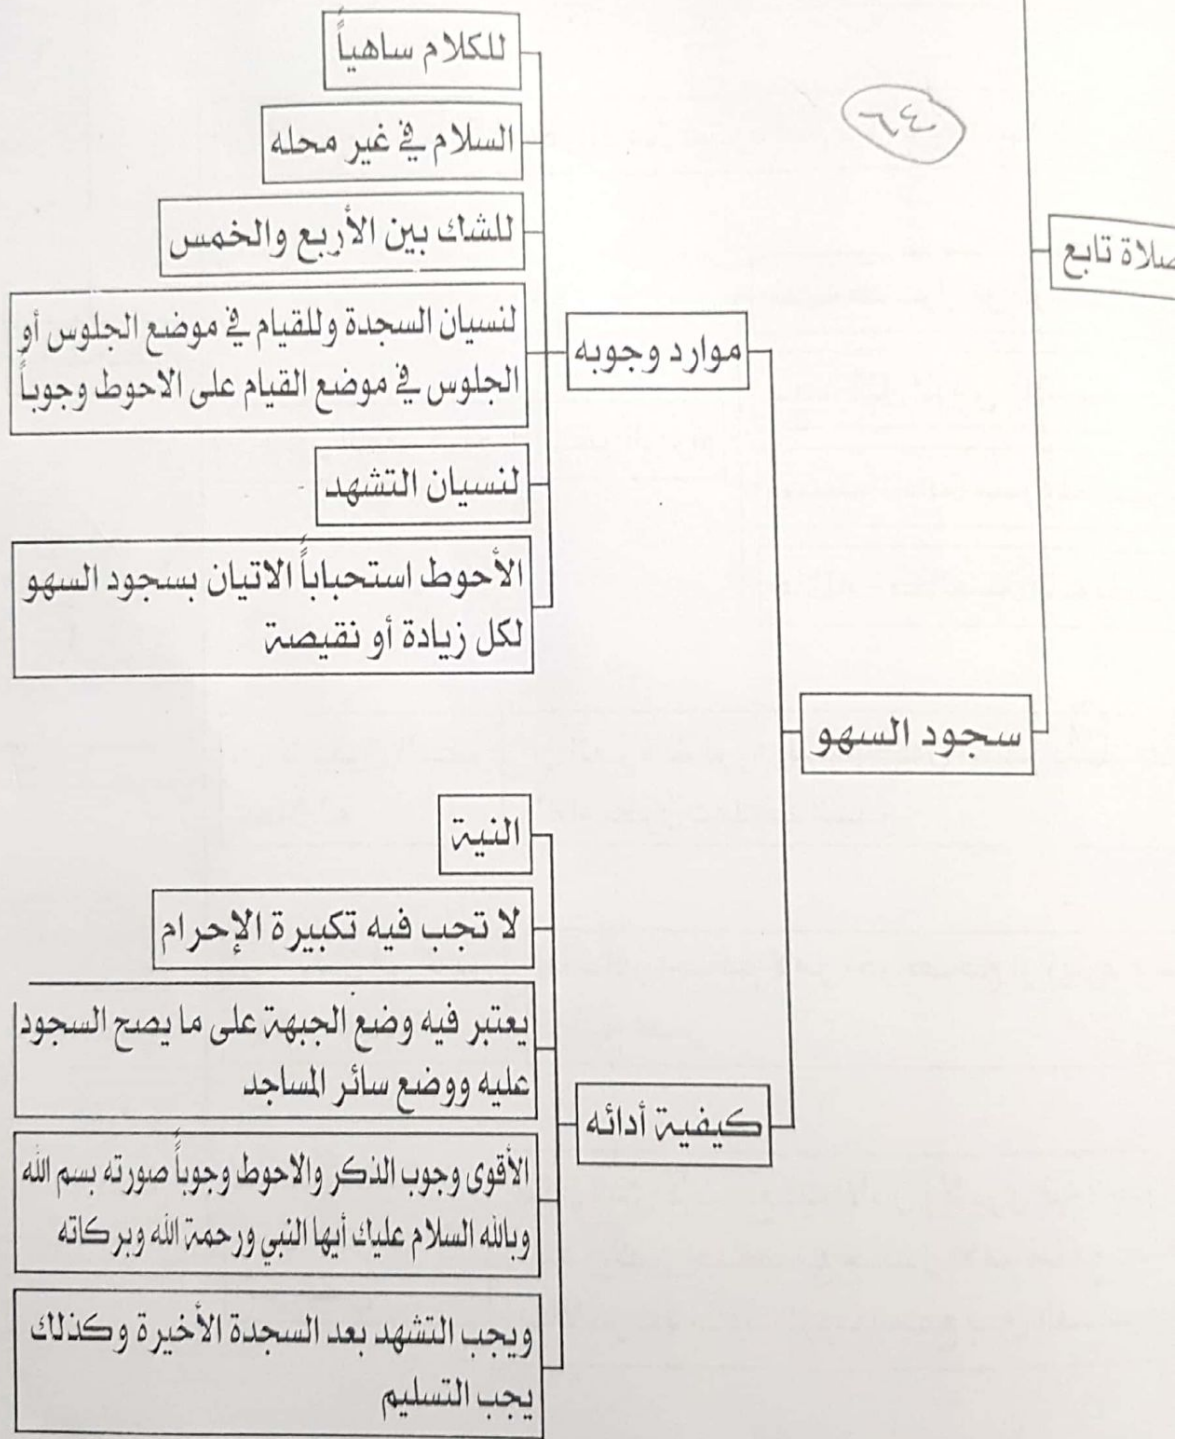 ٦٤
صلاة تابع
سجود السهو
موارد وجوبه
للكلام ساهياً
السلام في غير محله
للشك بين الأربع والخمس
لنسيان السجدة وللقيام في موضع الجلوس أو
الجلوس في موضع القيام على الاحوط وجوباً
لنسيان التشهد
الأحوط استحباباً الاتيان بسجود السهو
لكل زيادة أو نقيصة
كيفية أدائه
النية
لا تجب فيه تكبيرة الإحرام
يعتبر فيه وضع الجبهة على ما يصح السجود
عليه ووضع سائر المساجد
الأقوى وجوب الذكر والاحوط وجوباً صورته بسم الله
وبالله السلام عليك أيها النبي ورحمة الله وبركاته
ويجب التشهد بعد السجدة الأخيرة وكذلك
يجب التسليم